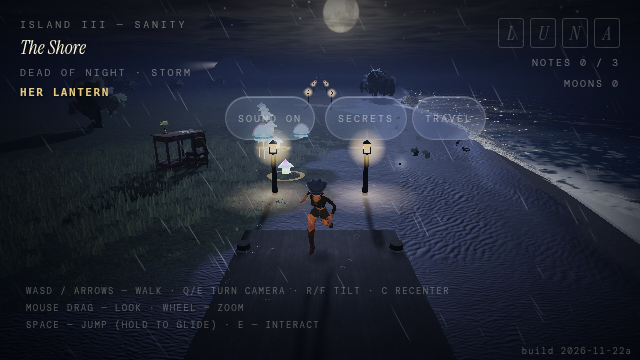 ISLAND III — SANITY
The Shore
DEAD OF NIGHT · STORM
HER LANTERN
L U N A
NOTES 0 / 3
MOONS 0
SOUND ON
SECRETS
TRAVEL
WASD / ARROWS — WALK · Q/E TURN CAMERA · R/F TILT · C RECENTER
MOUSE DRAG — LOOK · WHEEL — ZOOM
SPACE — JUMP (HOLD TO GLIDE) · E — INTERACT
build 2026-11-22a